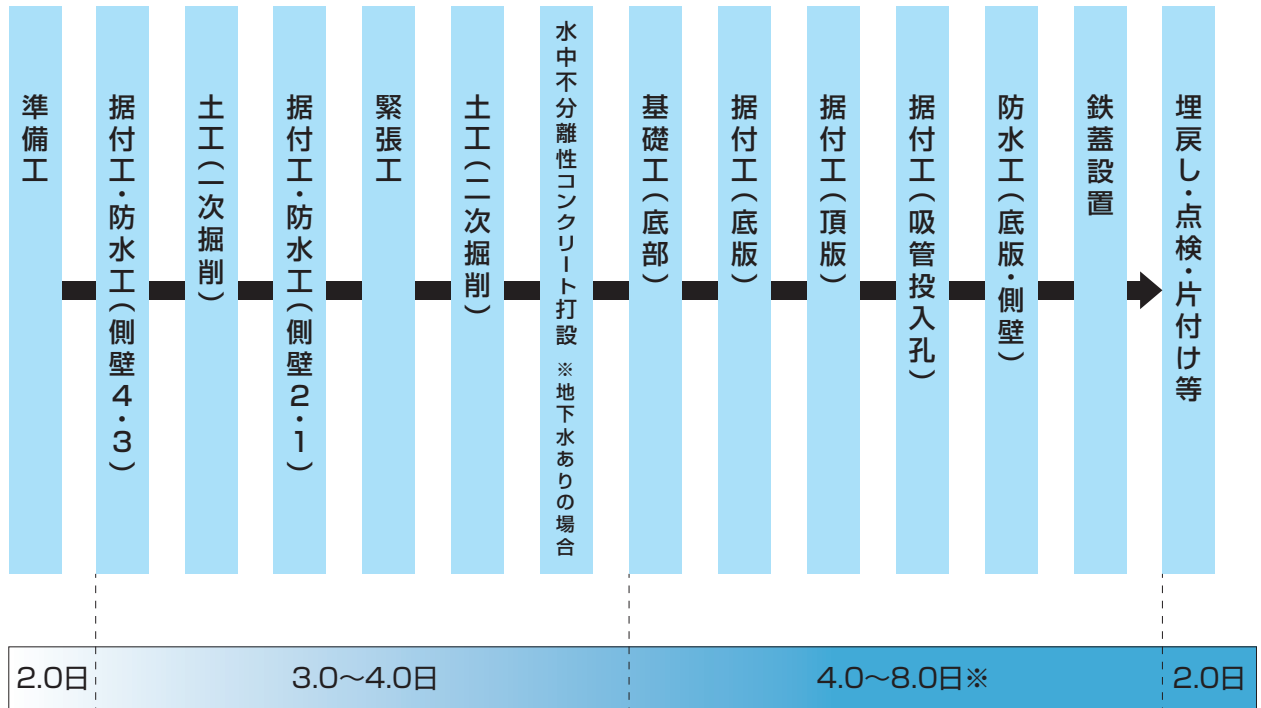 準備工
据付工・防水工（側壁４・３）
土工（一次掘削）
据付工・防水工（側壁２・１）
緊張工
土工（二次掘削）
水中不分離性コンクリート打設 ※地下水ありの場合
基礎工（底部）
据付工（底版）
据付工（頂版）
据付工（吸管投入孔）
防水工（底版・側壁）
鉄蓋設置
埋戻し・点検・片付け等
2.0日
3.0～4.0日
4.0～8.0日※
2.0日